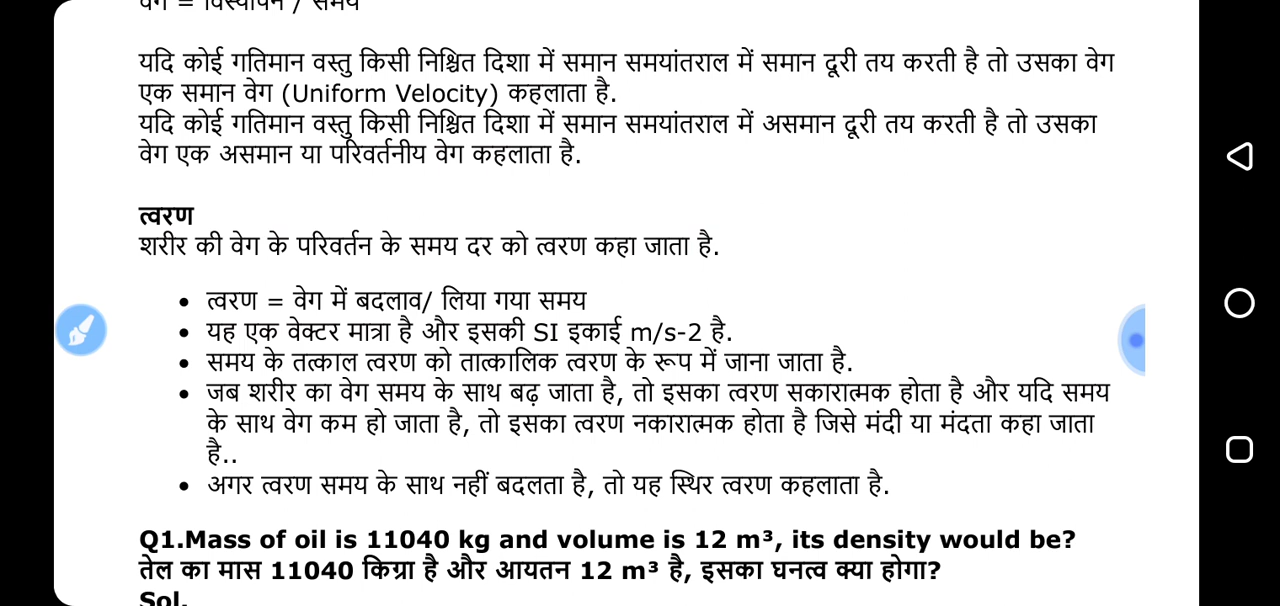 वेग = विस्थापन / समय
यदि कोई गतिमान वस्तु किसी निश्चित दिशा में समान समयांतराल में समान दूरी तय करती है तो उसका वेग
एक समान वेग (Uniform Velocity) कहलाता है.
यदि कोई गतिमान वस्तु किसी निश्चित दिशा में समान समयांतराल में असमान दूरी तय करती है तो उसका
वेग एक असमान या परिवर्तनीय वेग कहलाता है.
त्वरण
शरीर की वेग के परिवर्तन के समय दर को त्वरण कहा जाता है.
• त्वरण = वेग में बदलाव/ लिया गया समय
• यह एक वेक्टर मात्रा है और इसकी SI इकाई m/s-2 है.
• समय के तत्काल त्वरण को तात्कालिक त्वरण के रूप में जाना जाता है.
• जब शरीर का वेग समय के साथ बढ़ जाता है, तो इसका त्वरण सकारात्मक होता है और यदि समय
के साथ वेग कम हो जाता है, तो इसका त्वरण नकारात्मक होता है जिसे मंदी या मंदता कहा जाता
है..
• अगर त्वरण समय के साथ नहीं बदलता है, तो यह स्थिर त्वरण कहलाता है.
Q1.Mass of oil is 11040 kg and volume is 12 m³, its density would be?
तेल का मास 11040 किग्रा है और आयतन 12 m³ है, इसका घनत्व क्या होगा?
Sol.